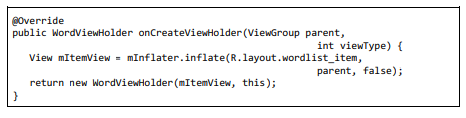 @Override
public WordViewHolder onCreateViewHolder(ViewGroup parent,
int viewType) {
View mItemView = mInflater.inflate(R.layout.wordlist_item,
parent, false);
return new WordViewHolder(mItemView, this);
}